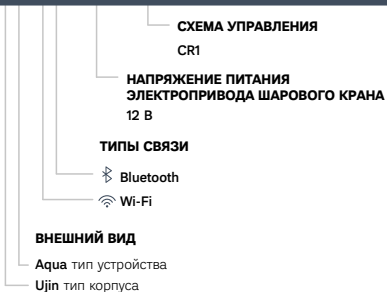 СХЕМА УПРАВЛЕНИЯ
CR1
НАПРЯЖЕНИЕ ПИТАНИЯ
ЭЛЕКТРОПРИВОДА ШАРОВОГО КРАНА
12 В
ТИПЫ СВЯЗИ
Bluetooth
Wi-Fi
ВНЕШНИЙ ВИД
Aqua тип устройства
Ujin тип корпуса